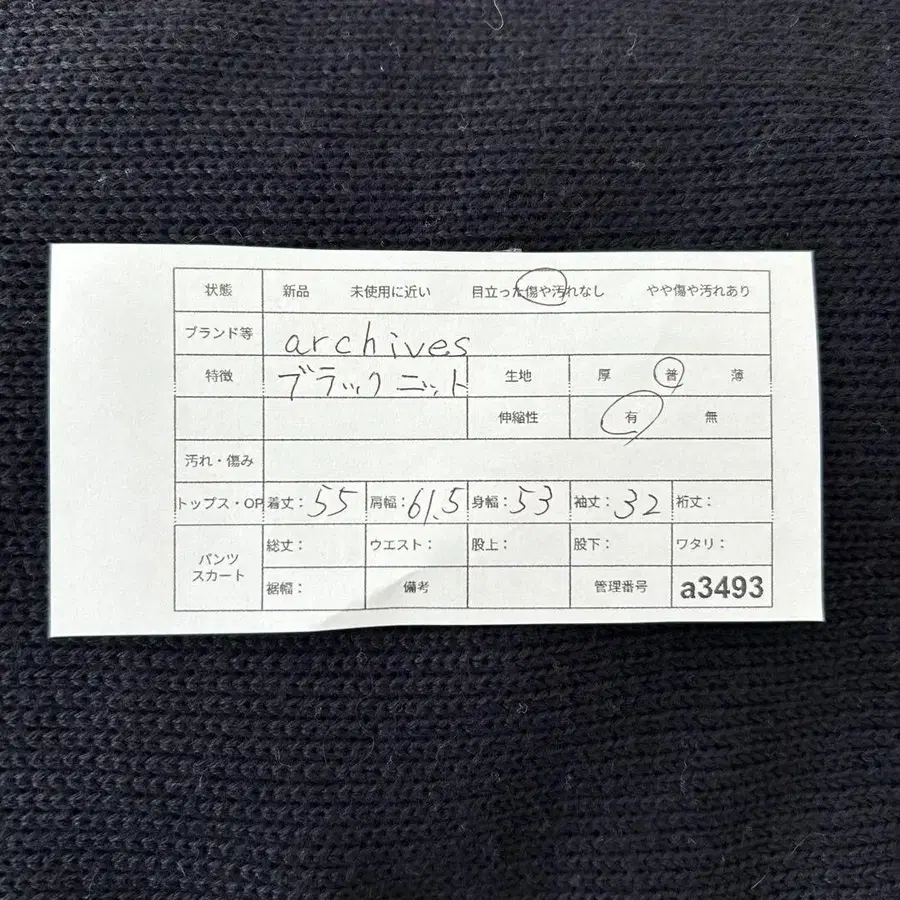 状態 新品 未使用に近い 目立った傷や汚れなし やや傷や汚れあり
ブランド等 archives
特徴 ブラックニット 生地 厚 普 薄
伸縮性 有 無
汚れ・傷み
トップス・OP 着丈：55 肩幅：61.5 身幅：53 袖丈：32 裄丈：
パンツ スカート 総丈： ウエスト： 股上： 股下： ワタリ：
裾幅： 備考 管理番号 a3493